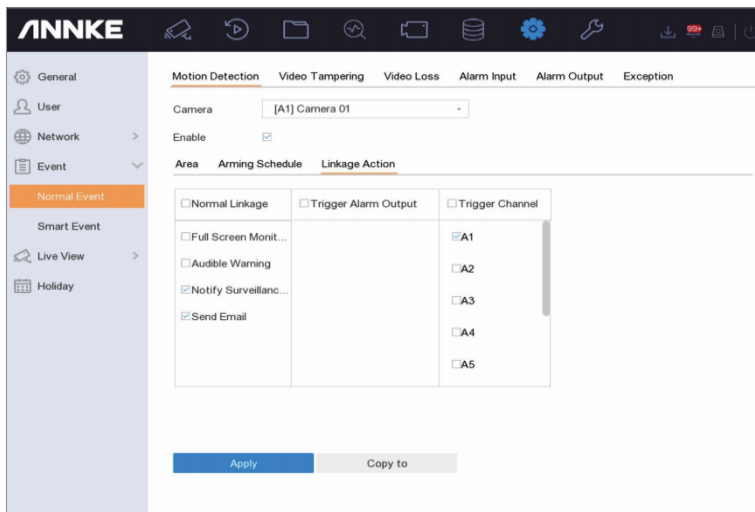 ANNKE
99+
General
User
Network
Event
Normal Event
Smart Event
Live View
Holiday
Motion Detection Video Tampering Video Loss Alarm Input Alarm Output Exception
Camera [A1] Camera 01
Enable
Area Arming Schedule Linkage Action
Normal Linkage Trigger Alarm Output Trigger Channel
Full Screen Monit...
Audible Warning
Notify Surveillanc...
Send Email
A1
A2
A3
A4
A5
Apply Copy to